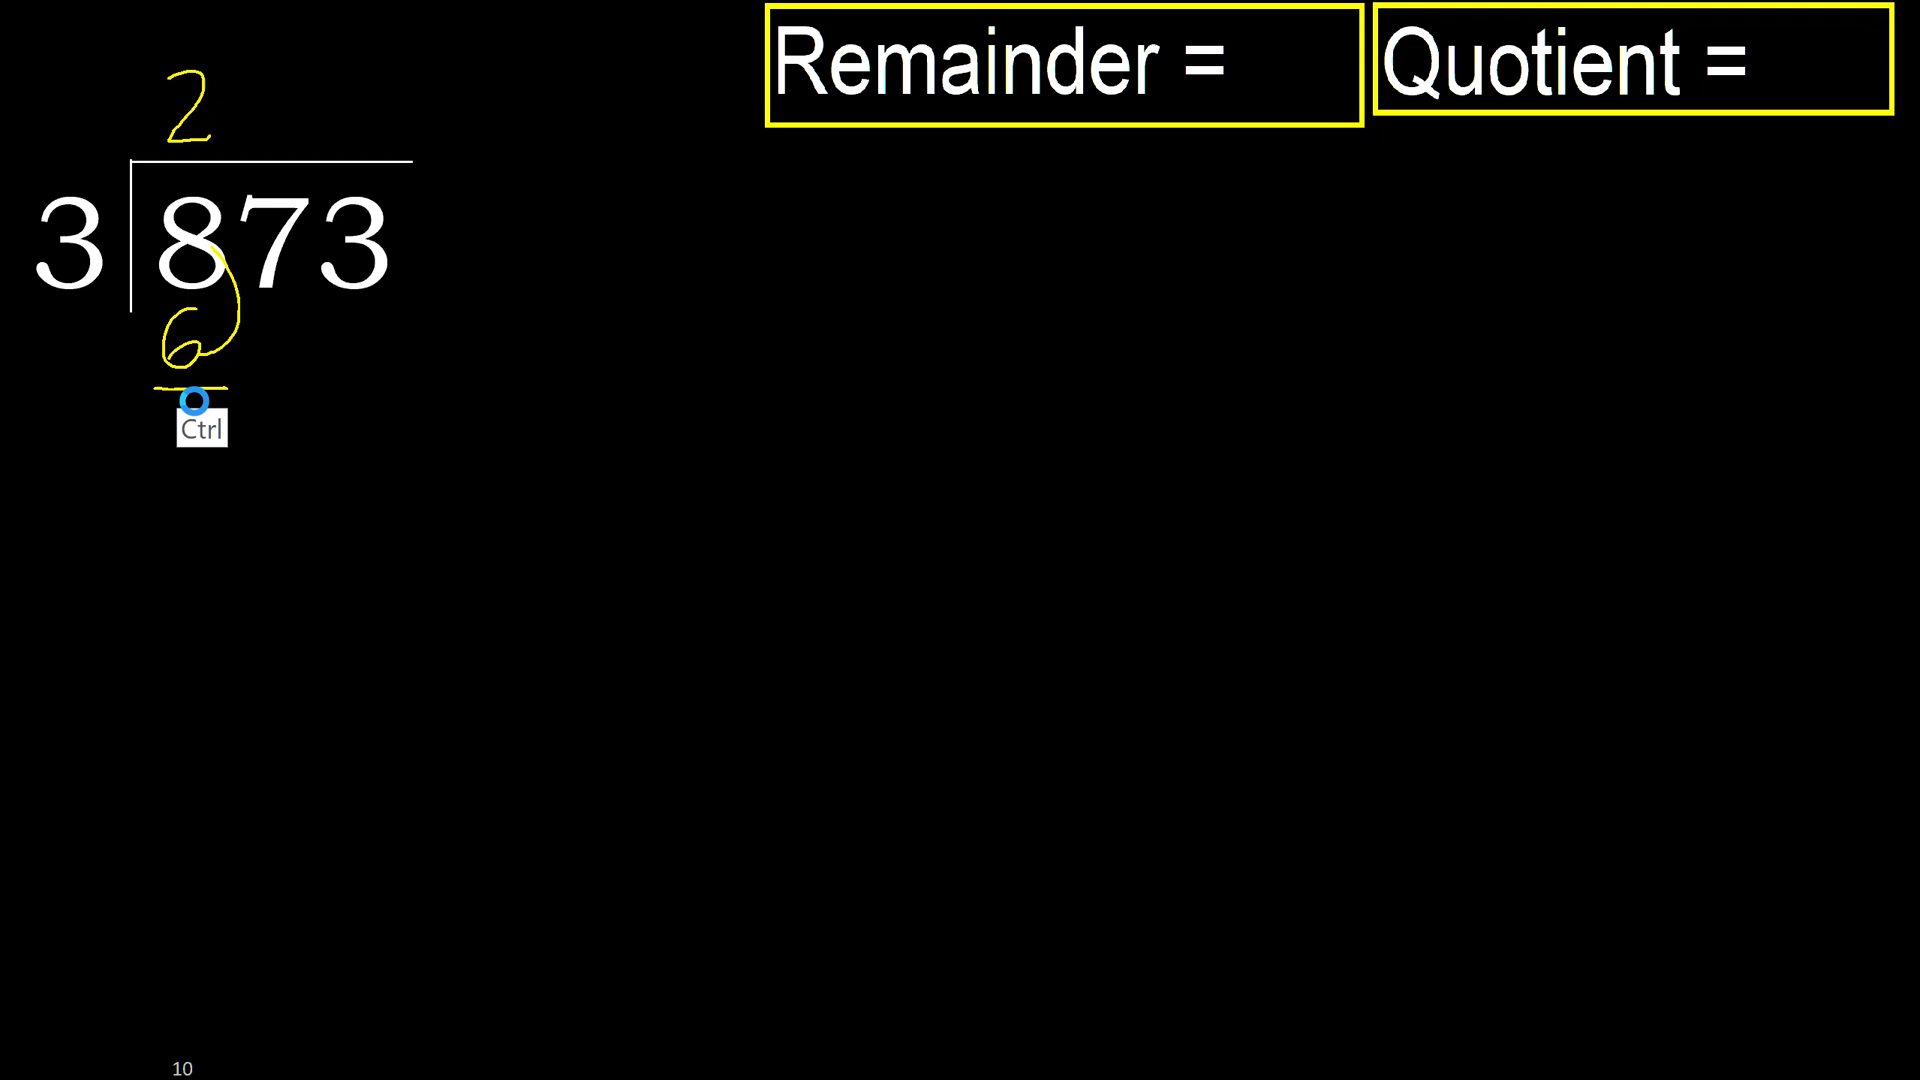 Remainder =
Quotient =
2
3 873
6
Ctrl
10